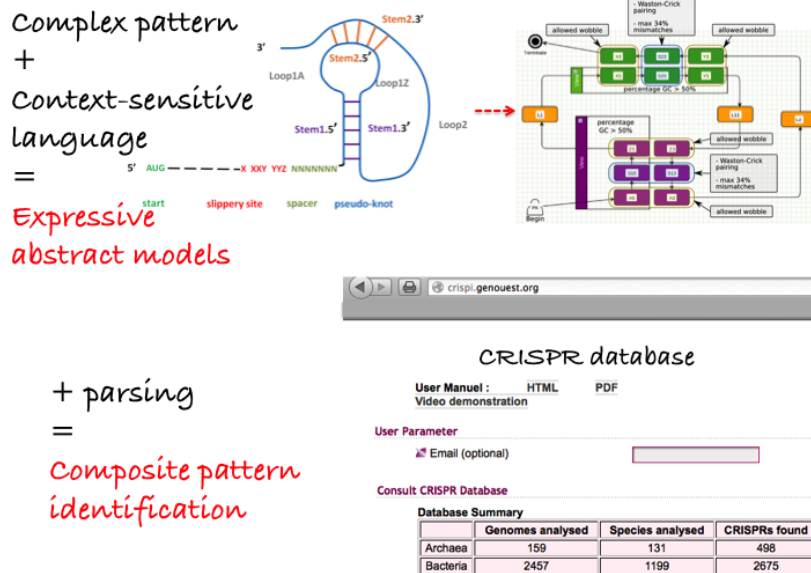 Complex pattern
+
Context-sensitive
language
=
Expressive
abstract models
3'
Stem2.3'
Stem2.5'
Loop1A
Loop1Z
Stem1.5'
Stem1.3'
Loop2
5' AUG X XXY YYZ NNNNNNN
start slippery site spacer pseudo-knot
- Waston-Crick
pairing
- max 34%
mismatches
allowed wobble
allowed wobble
Terminate
percentage GC > 50%
L1
L2
percentage
GC > 50%
allowed wobble
- Waston-Crick
pairing
- max 34%
mismatches
allowed wobble
Begin
crispi.genouest.org
CRISPR database
User Manuel : HTML PDF
Video demonstration
User Parameter
Email (optional)
Consult CRISPR Database
Database Summary
Genomes analysed Species analysed CRISPRs found
Archaea 159 131 498
Bacteria 2457 1199 2675
+ parsing
=
Composite pattern
identification